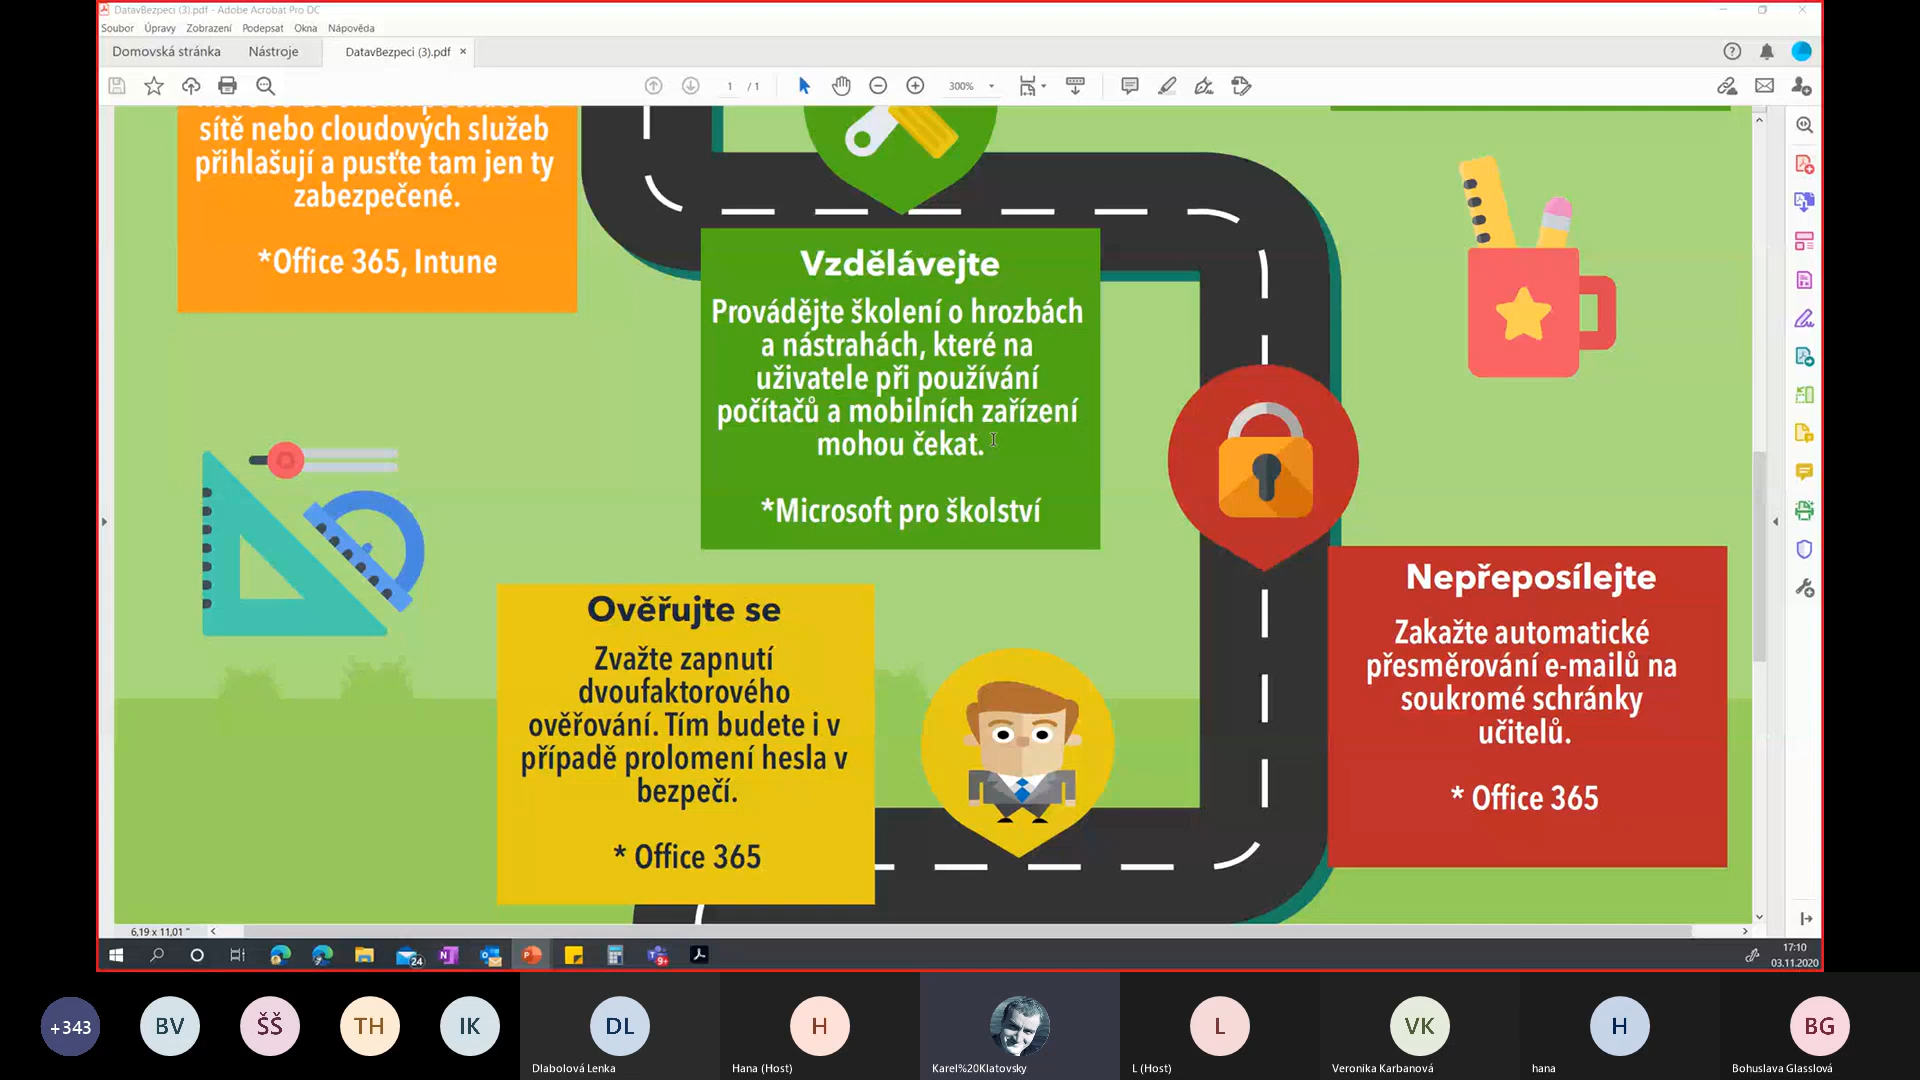 DatavBezpeci (3).pdf - Adobe Acrobat Pro DC
Soubor Úpravy Zobrazení Podepsat Okna Nápověda
Domovská stránka Nástroje DatavBezpeci (3).pdf ×
1 / 1 300%
sítě nebo cloudových služeb
přihlašují a pusťte tam jen ty
zabezpečené.
*Office 365, Intune
Vzdělávejte
Provádějte školení o hrozbách
a nástrahách, které na
uživatele při používání
počítačů a mobilních zařízení
mohou čekat.
*Microsoft pro školství
Nepřeposílejte
Zakažte automatické
přesměrování e-mailů na
soukromé schránky
učitelů.
* Office 365
Ověřujte se
Zvažte zapnutí
dvoufaktorového
ověřování. Tím budete i v
případě prolomení hesla v
bezpečí.
* Office 365
6,19 x 11,01 "
24
9+
17:10
03.11.2020
+343 BV ŠŠ TH IK DL H L VK H BG
Dlabolová Lenka Hana (Host) Karel%20Klatovsky L (Host) Veronika Karbanová hana Bohuslava Glasslová